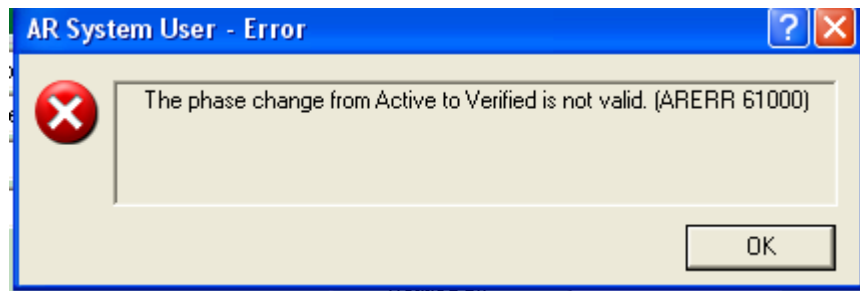 AR System User - Error
The phase change from Active to Verified is not valid. (ARERR 61000)
OK